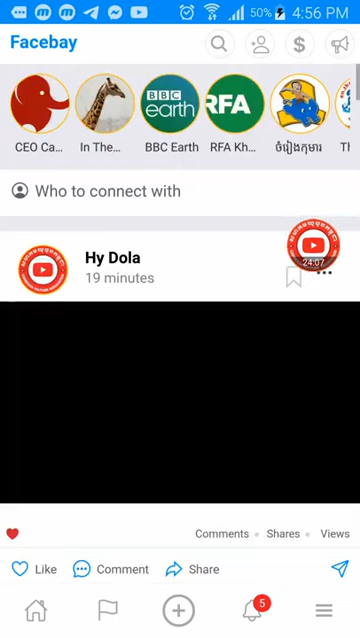 50% 4:56 PM
Facebay
$
BBC
earth
RFA
CEO Ca...
In The...
BBC Earth
RFA Kh...
ចំរៀងកុមារ
Th
Who to connect with
Hy Dola
19 minutes
24:07
Comments Shares Views
Like Comment Share
5